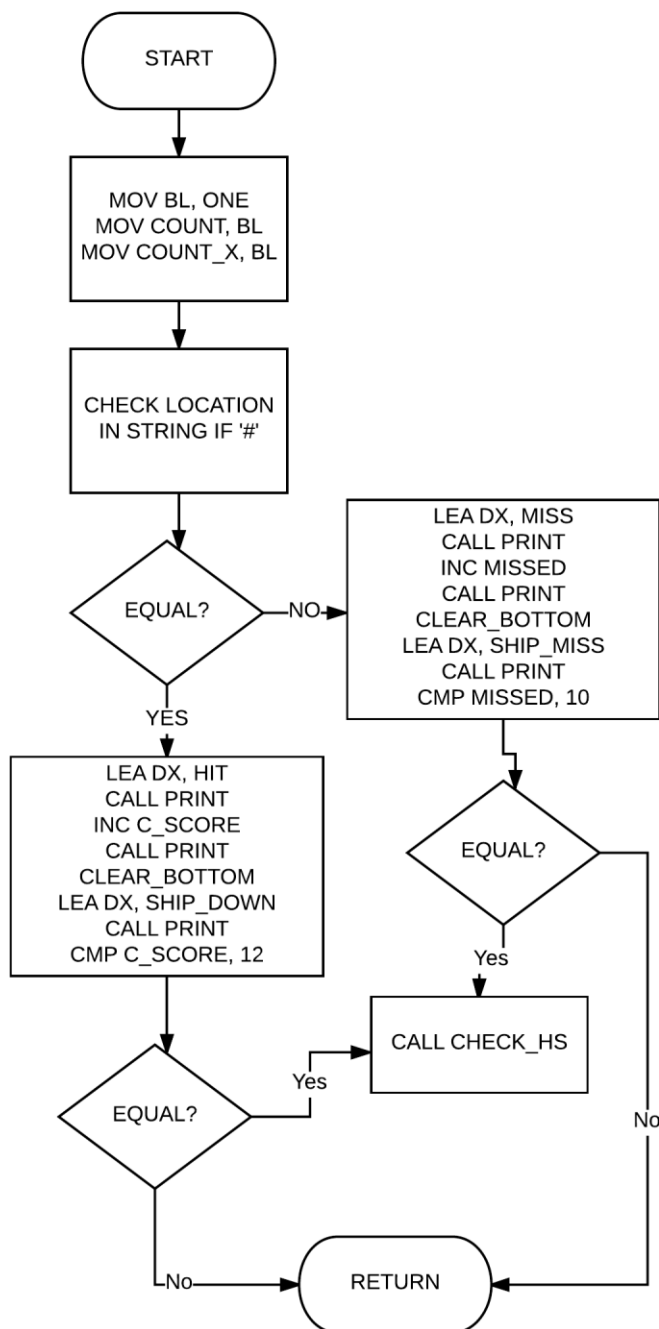 START
MOV BL, ONE
MOV COUNT, BL
MOV COUNT_X, BL
CHECK LOCATION
IN STRING IF '#'
EQUAL?
NO
LEA DX, MISS
CALL PRINT
INC MISSED
CALL PRINT
CLEAR_BOTTOM
LEA DX, SHIP_MISS
CALL PRINT
CMP MISSED, 10
YES
LEA DX, HIT
CALL PRINT
INC C_SCORE
CALL PRINT
CLEAR_BOTTOM
LEA DX, SHIP_DOWN
CALL PRINT
CMP C_SCORE, 12
EQUAL?
Yes
CALL CHECK_HS
EQUAL?
Yes
No
No
RETURN